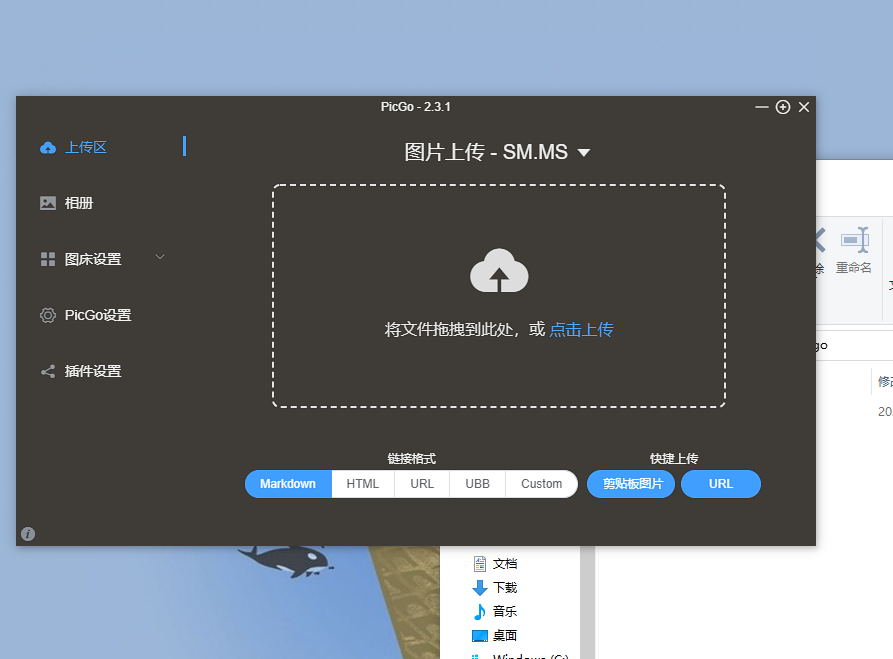 PicGo - 2.3.1
上传区
图片上传 - SM.MS
相册
图床设置
PicGo设置
插件设置
将文件拖拽到此处，或 点击上传
链接格式
快捷上传
Markdown
HTML
URL
UBB
Custom
剪贴板图片
URL
重命名
go
修改
20
文档
下载
音乐
桌面
Windows (C:)